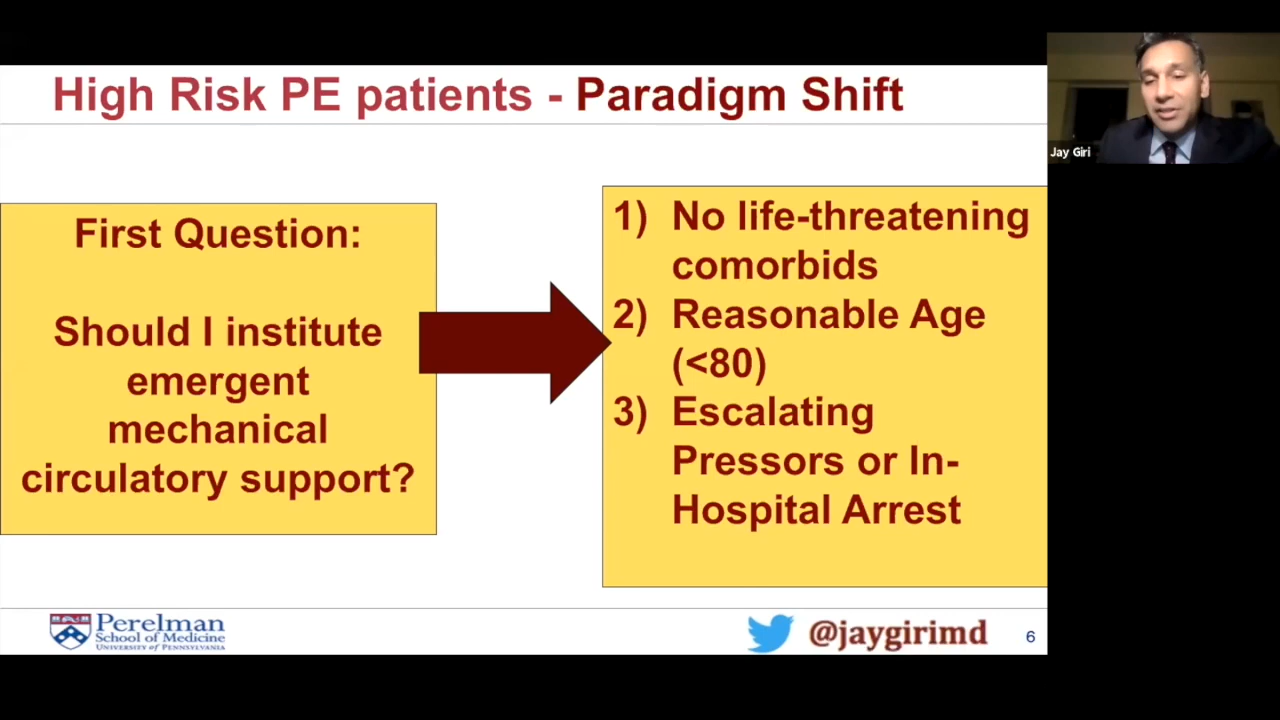 High Risk PE patients - Paradigm Shift
Jay Giri
First Question:
Should I institute
emergent
mechanical
circulatory support?
1) No life-threatening
comorbids
2) Reasonable Age
(<80)
3) Escalating
Pressors or In-
Hospital Arrest
Perelman
School of Medicine
University of Pennsylvania
@jaygirimd
6